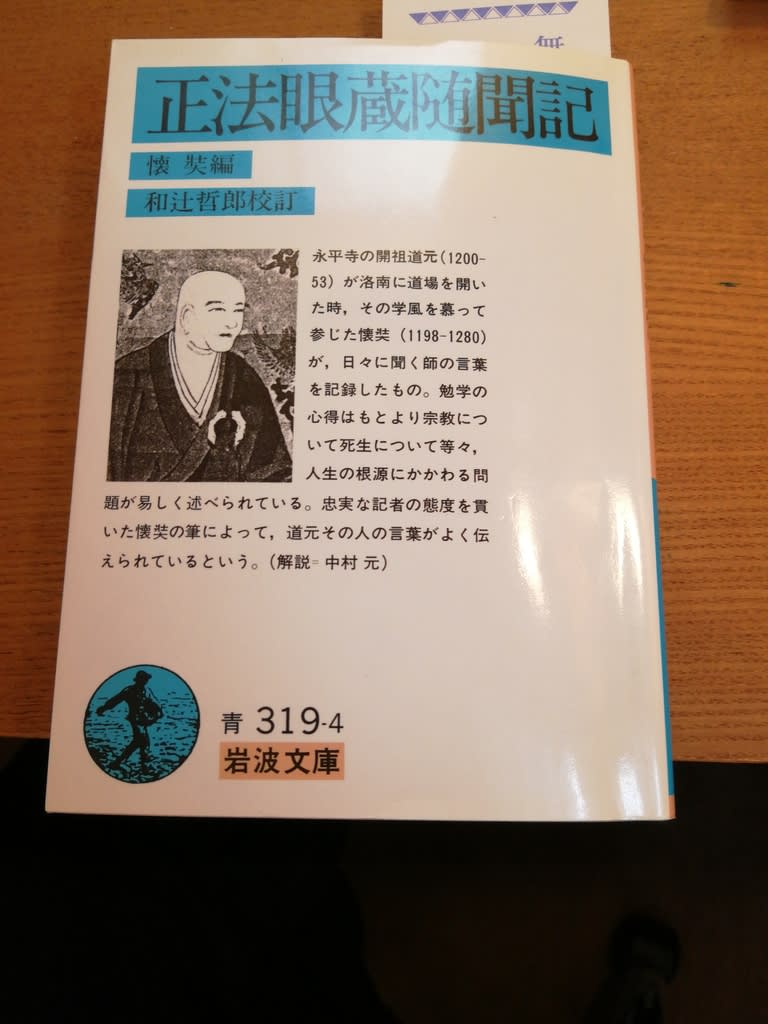 無
正法眼蔵随聞記
懐奘編
和辻哲郎校訂
永平寺の開祖道元(1200-
53)が洛南に道場を開い
た時，その学風を慕って
参じた懐奘(1198-1280)
が，日々に聞く師の言葉
を記録したもの。勉学の
心得はもとより宗教につ
いて死生について等々，
人生の根源にかかわる問
題が易しく述べられている。忠実な記者の態度を貫
いた懐奘の筆によって，道元その人の言葉がよく伝
えられているという。(解説=中村 元)
青 319-4
岩波文庫